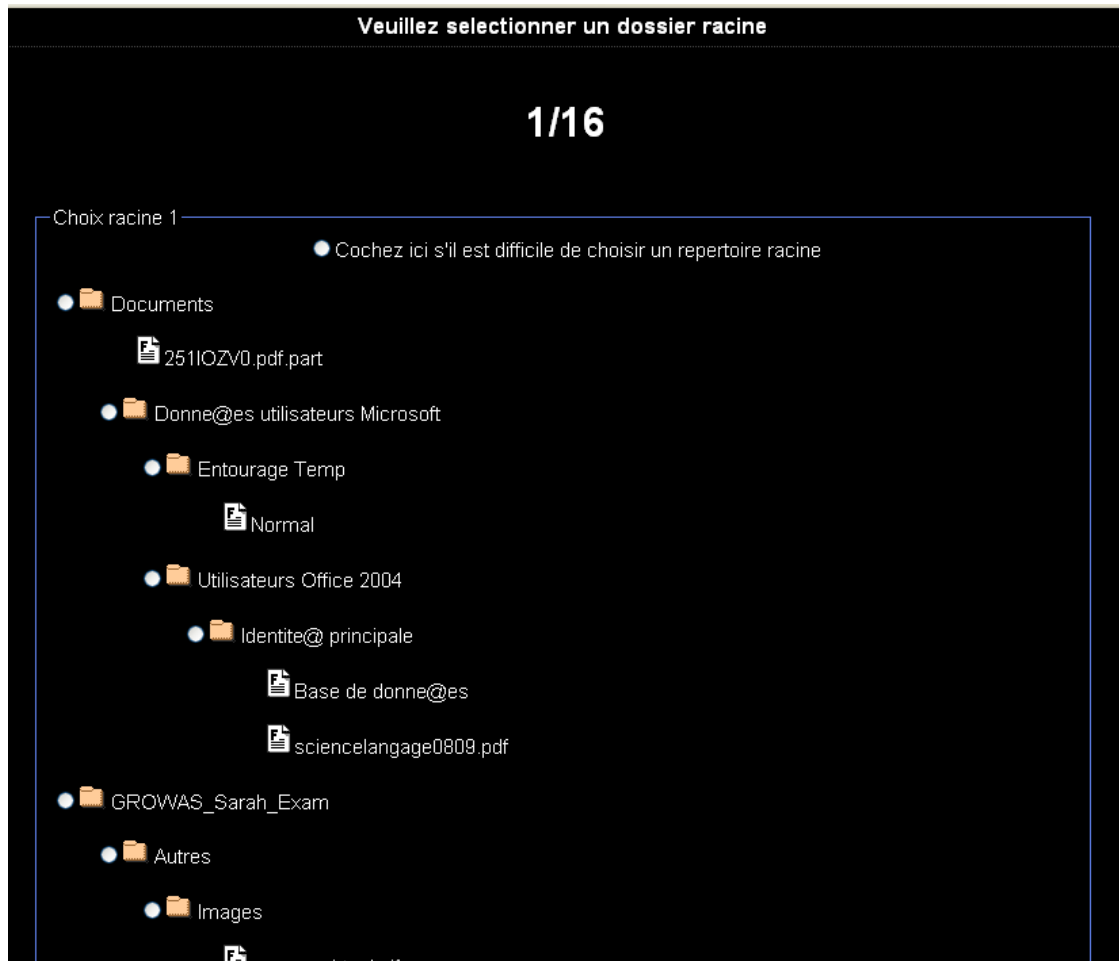 Veuillez selectionner un dossier racine
1/16
Choix racine 1
Cochez ici s'il est difficile de choisir un repertoire racine
Documents
251IOZV0.pdf.part
Donne@es utilisateurs Microsoft
Entourage Temp
Normal
Utilisateurs Office 2004
Identite@ principale
Base de donne@es
sciencelangage0809.pdf
GROWAS_Sarah_Exam
Autres
Images